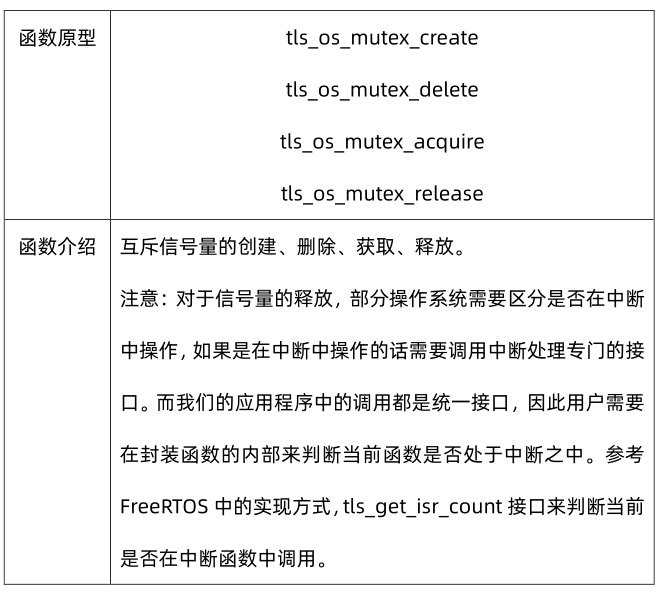 函数原型
tls_os_mutex_create
tls_os_mutex_delete
tls_os_mutex_acquire
tls_os_mutex_release
函数介绍
互斥信号量的创建、删除、获取、释放。
注意：对于信号量的释放，部分操作系统需要区分是否在中断
中操作，如果是在中断中操作的话需要调用中断处理专门的接
口。而我们的应用程序中的调用都是统一接口，因此用户需要
在封装函数的内部来判断当前函数是否处于中断之中。参考
FreeRTOS 中的实现方式，tls_get_isr_count 接口来判断当前
是否在中断函数中调用。